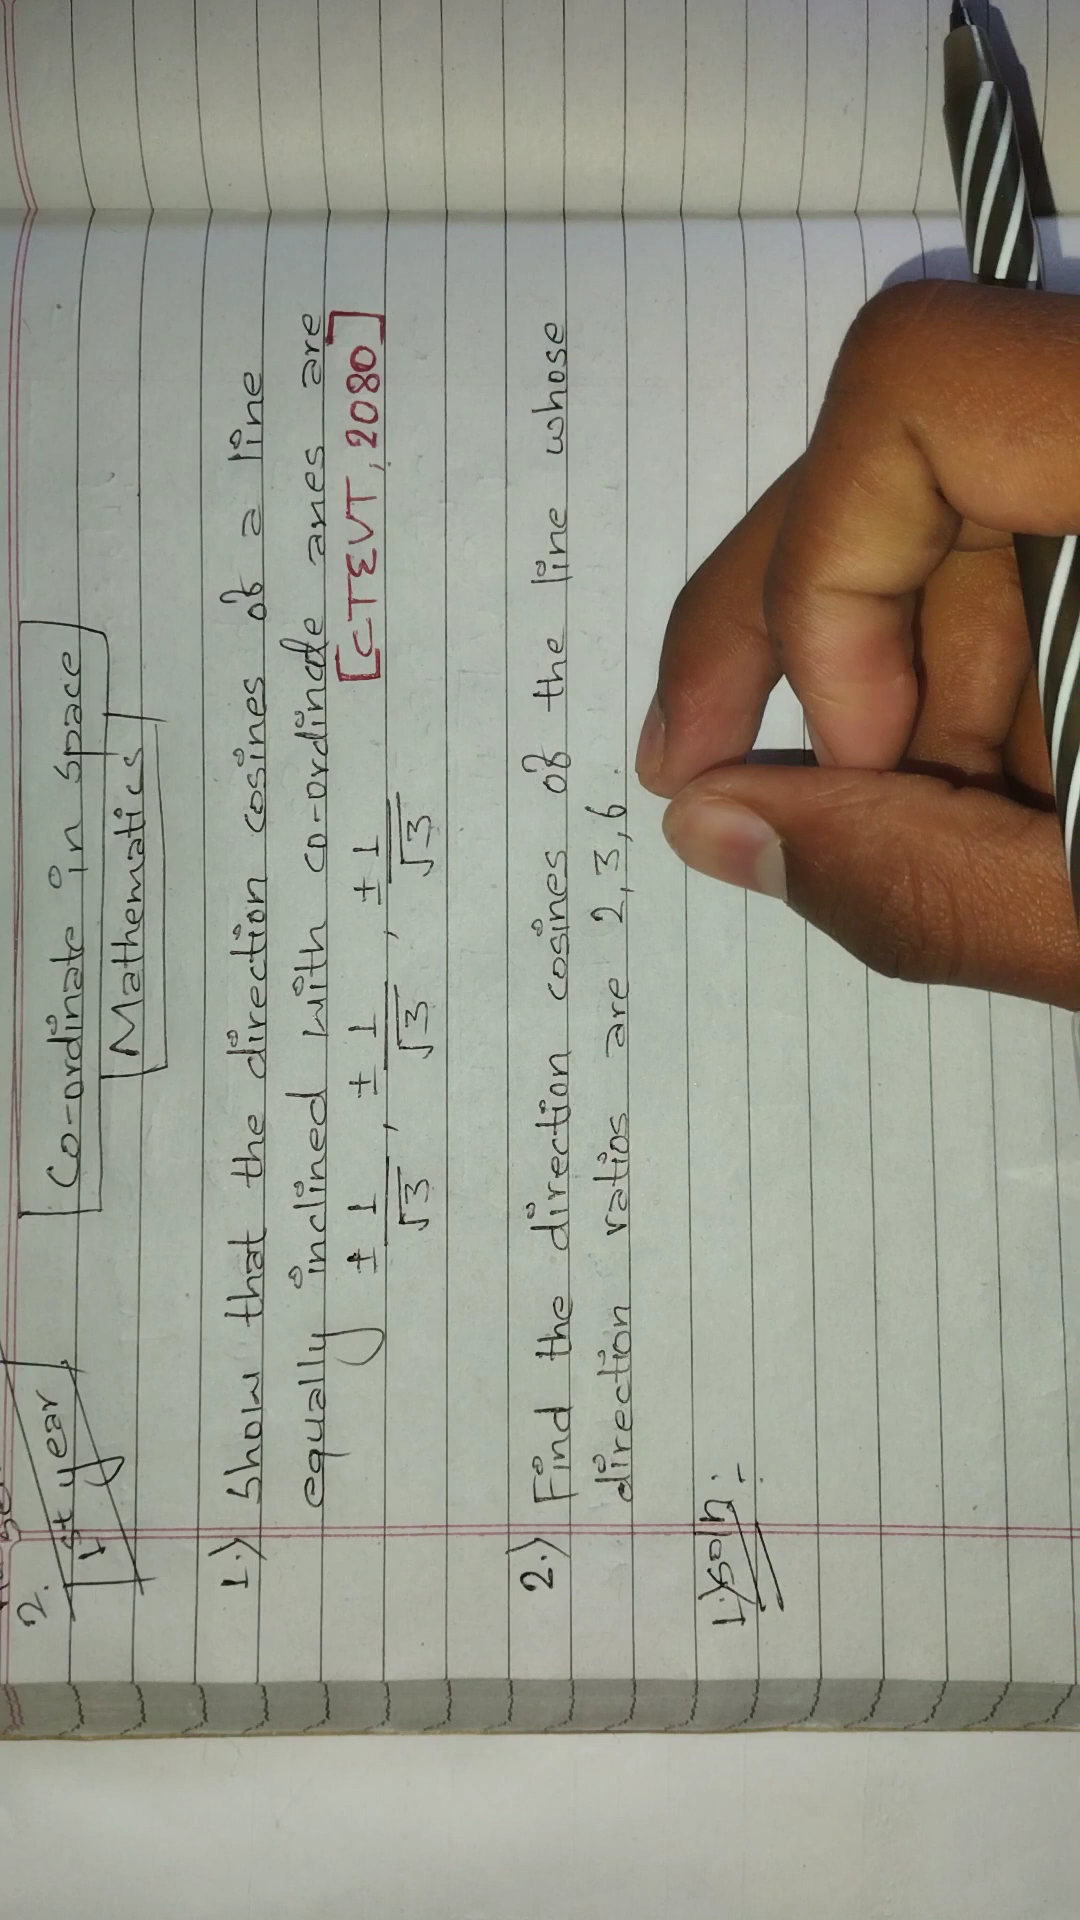 2.
1st year
Co-ordinate in space
Mathematics
1.) Show that the direction cosines of a line
equally inclined with co-ordinate anes are
± 1/√3, ± 1/√3, ± 1/√3 [CTEVT, 2080]
2.) Find the direction cosines of the line whose
direction ratios are 2, 3, 6.
1.) soln:-